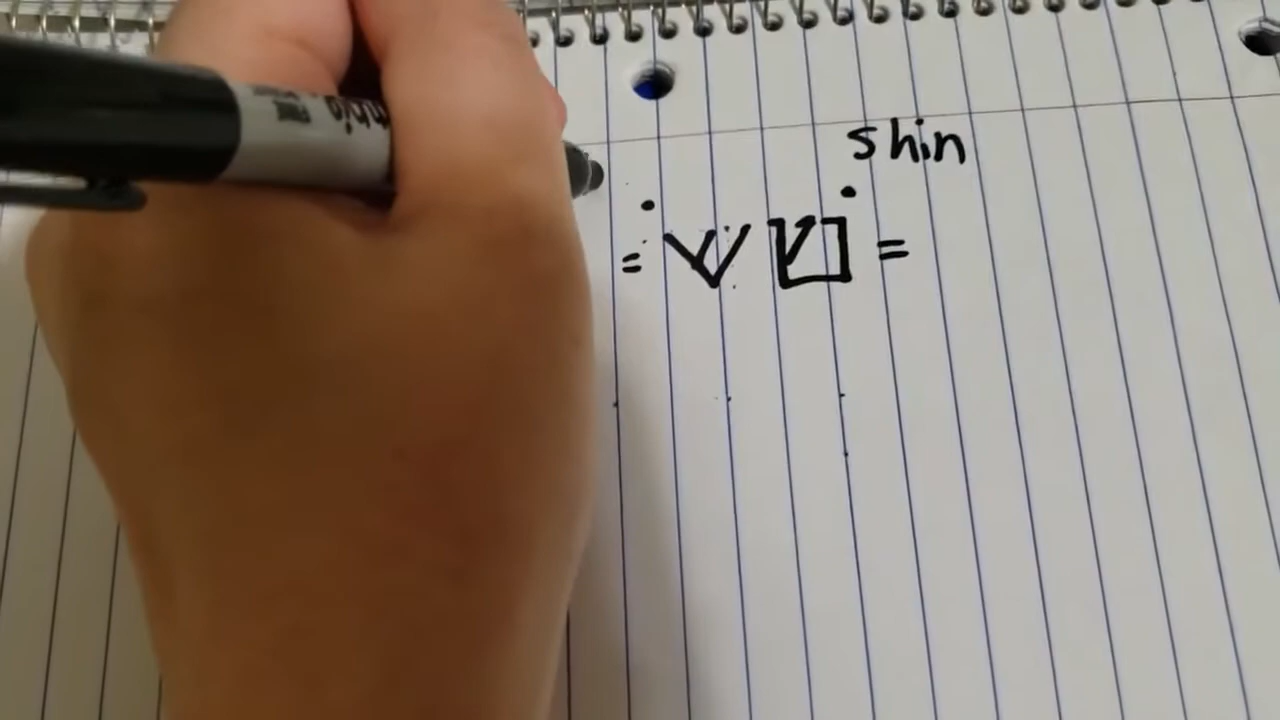 shin
= שׁ שׂ =